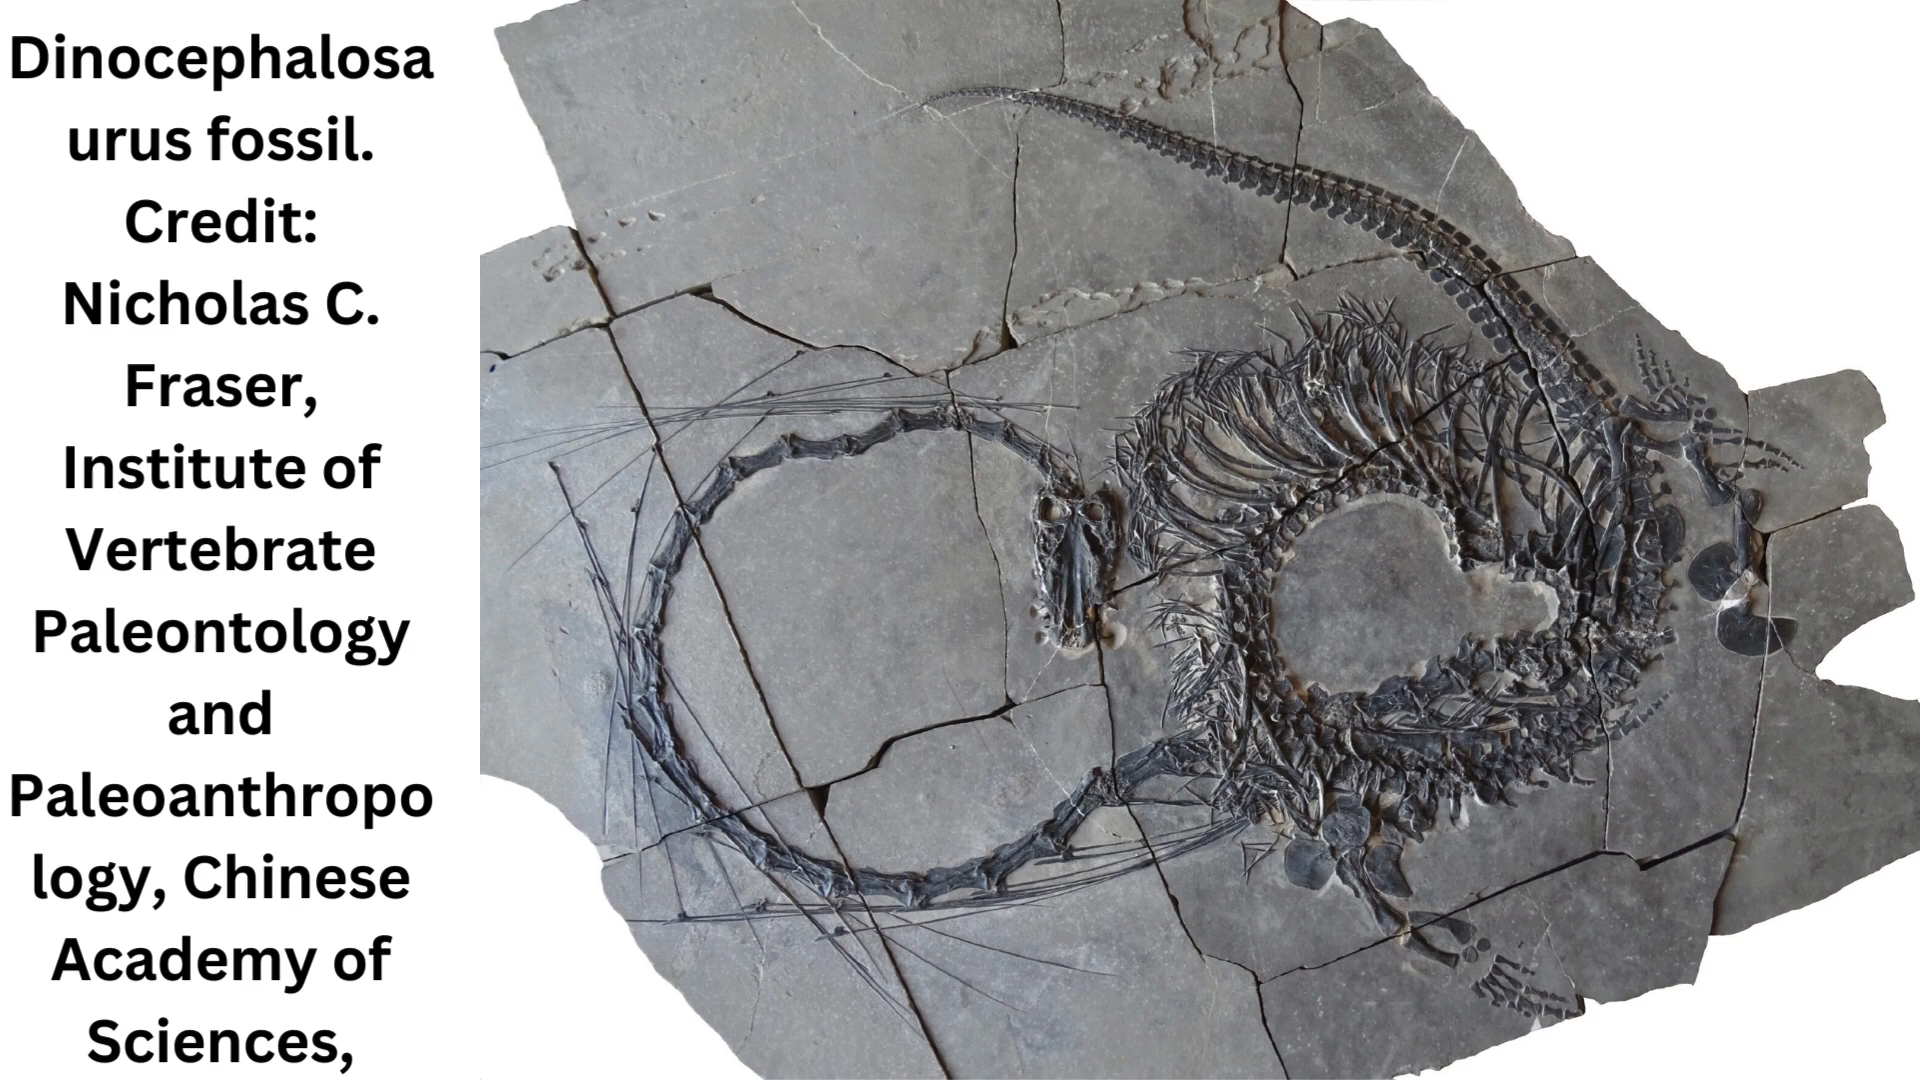 Dinocephalosa
urus fossil.
Credit:
Nicholas C.
Fraser,
Institute of
Vertebrate
Paleontology
and
Paleoanthropo
logy, Chinese
Academy of
Sciences,